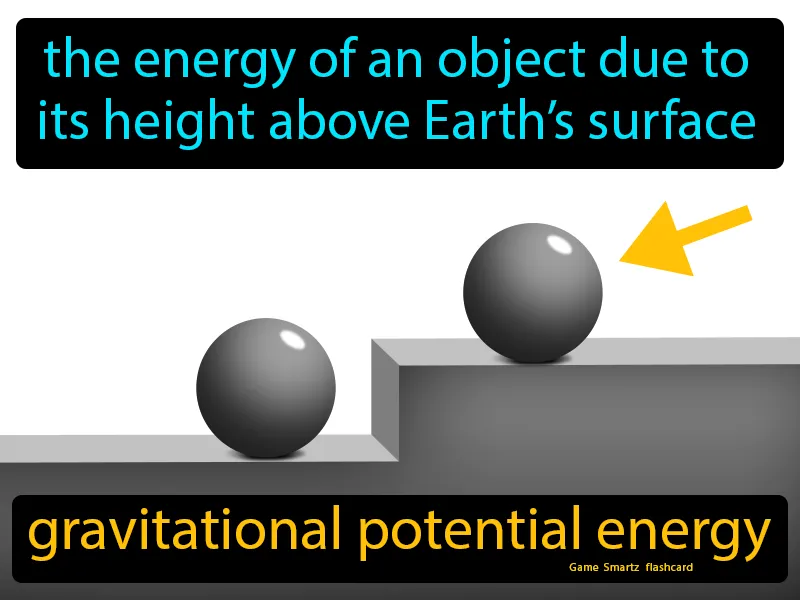 the energy of an object due to
its height above Earth’s surface
gravitational potential energy
Game Smartz flashcard